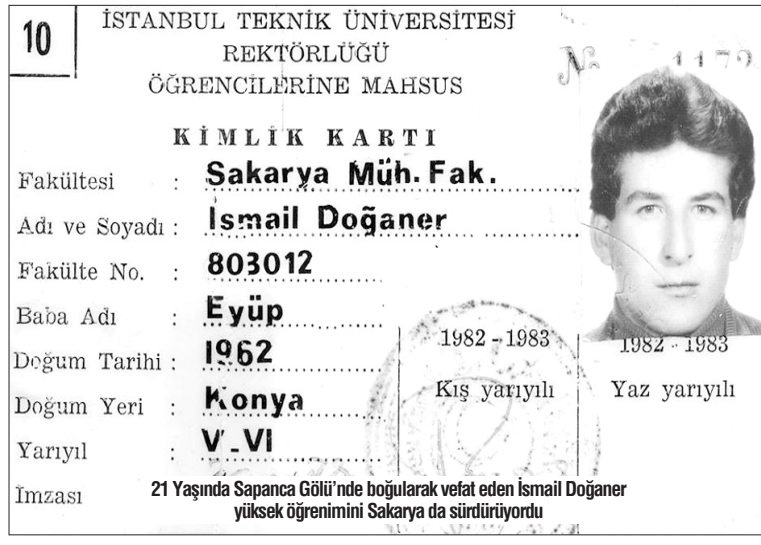 10
İSTANBUL TEKNİK ÜNİVERSİTESİ
REKTÖRLÜĞÜ
ÖĞRENCİLERİNE MAHSUS
KİMLİK KARTI
Fakültesi : Sakarya Müh. Fak.
Adı ve Soyadı : İsmail Doğaner
Fakülte No. : 803012
Baba Adı : Eyüp
Doğum Tarihi : 1962
Doğum Yeri : Konya
Yarıyıl : V-VI
İmzası
1982 - 1983
Kış yarıyılı
1982 - 1983
Yaz yarıyılı
21 Yaşında Sapanca Gölü'nde boğularak vefat eden İsmail Doğaner
yüksek öğrenimini Sakarya da sürdürüyordu